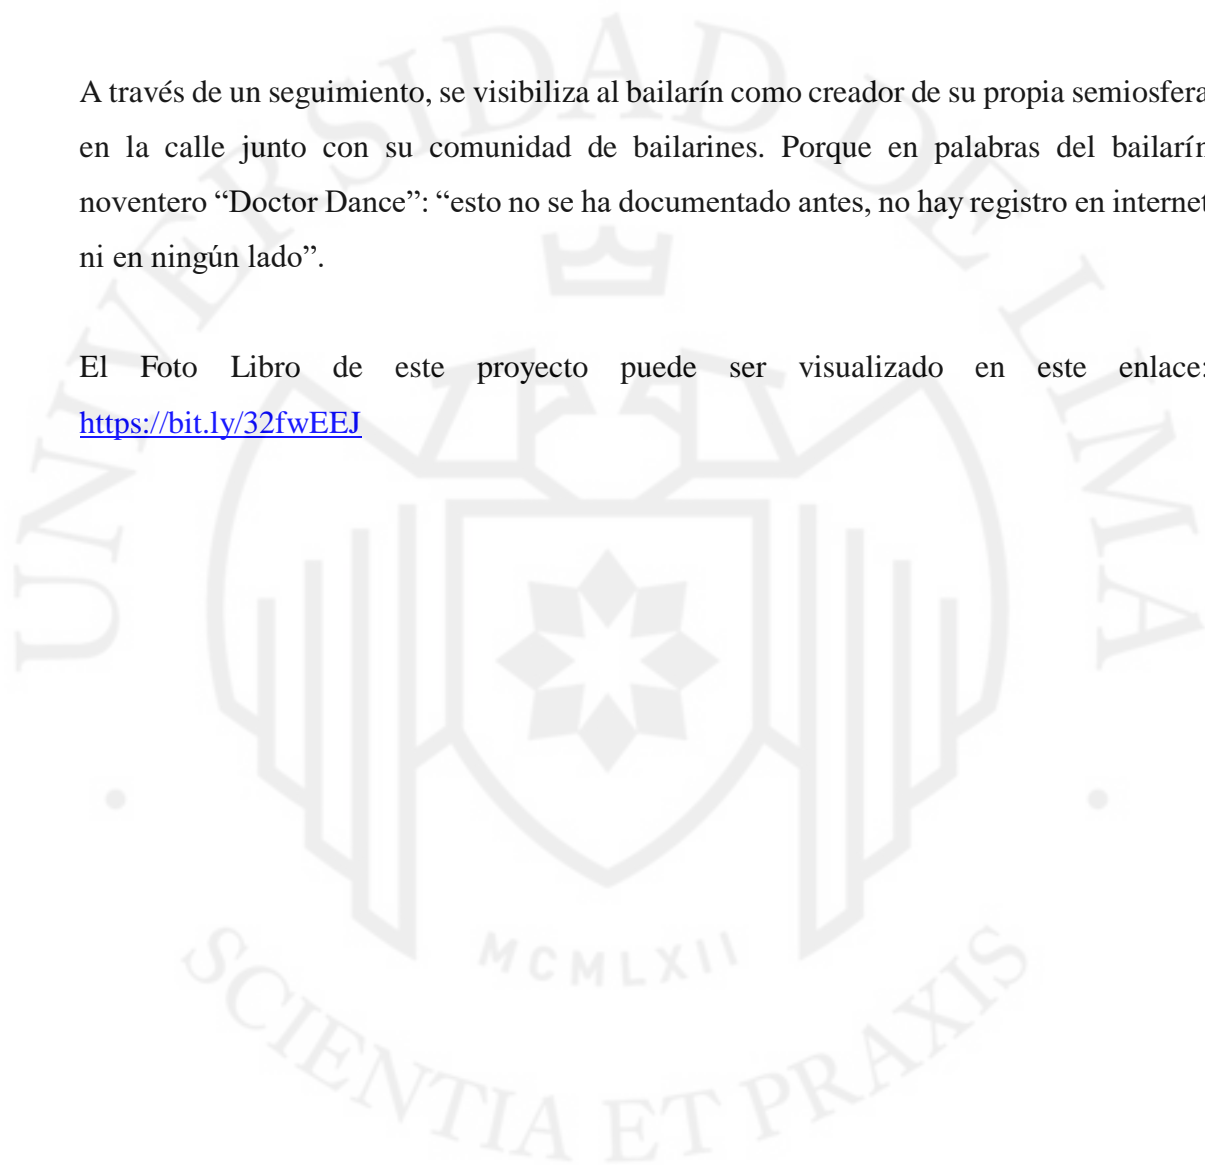 A través de un seguimiento, se visibiliza al bailarín como creador de su propia semiosfera
en la calle junto con su comunidad de bailarines. Porque en palabras del bailarín
noventero “Doctor Dance”: “esto no se ha documentado antes, no hay registro en internet
ni en ningún lado”.
El Foto Libro de este proyecto puede ser visualizado en este enlace:
https://bit.ly/32fwEEJ
UNIVERSIDAD DE LIMA
MCMLXII
SCIENTIA ET PRAXIS